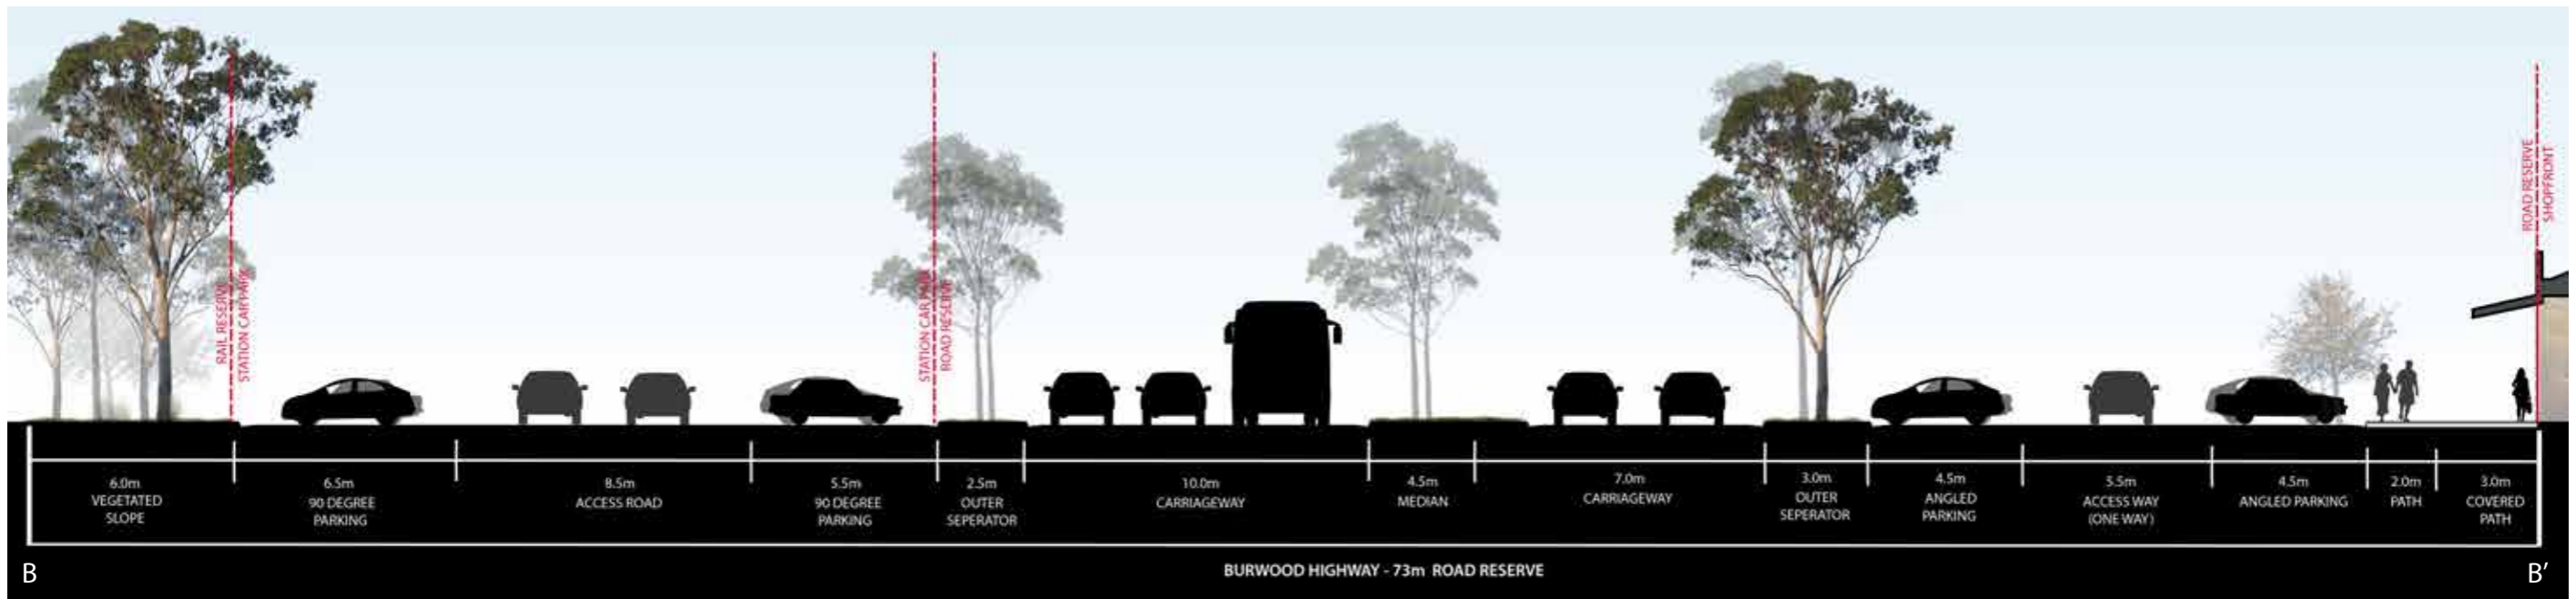 RAIL RESERVE
STATION CAR PARK
STATION CAR PARK
ROAD RESERVE
ROAD RESERVE
SHOPFRONT
6.0m
VEGETATED
SLOPE
6.5m
90 DEGREE
PARKING
8.5m
ACCESS ROAD
5.5m
90 DEGREE
PARKING
2.5m
OUTER
SEPERATOR
10.0m
CARRIAGEWAY
4.5m
MEDIAN
7.0m
CARRIAGEWAY
3.0m
OUTER
SEPERATOR
4.5m
ANGLED
PARKING
5.5m
ACCESS WAY
(ONE WAY)
4.5m
ANGLED PARKING
2.0m
PATH
3.0m
COVERED
PATH
BURWOOD HIGHWAY - 73m ROAD RESERVE
B
B'